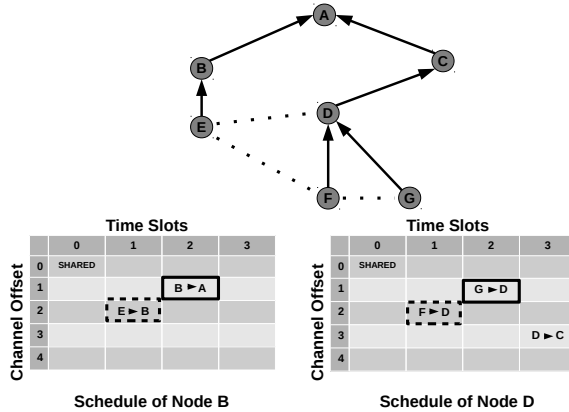 A
B
C
E
D
F
G
Time Slots
Time Slots
0 1 2 3
0 1 2 3
Channel Offset
0 SHARED
1 B ► A
2 E ► B
3
4
Channel Offset
0 SHARED
1 G ► D
2 F ► D
3 D ► C
4
Schedule of Node B
Schedule of Node D